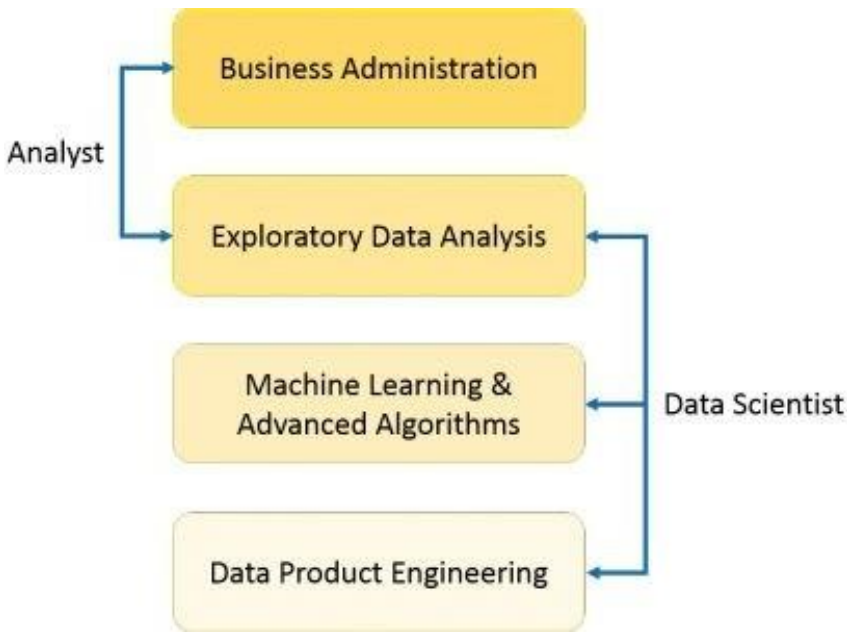 Business Administration
Analyst
Exploratory Data Analysis
Machine Learning &
Advanced Algorithms
Data Scientist
Data Product Engineering